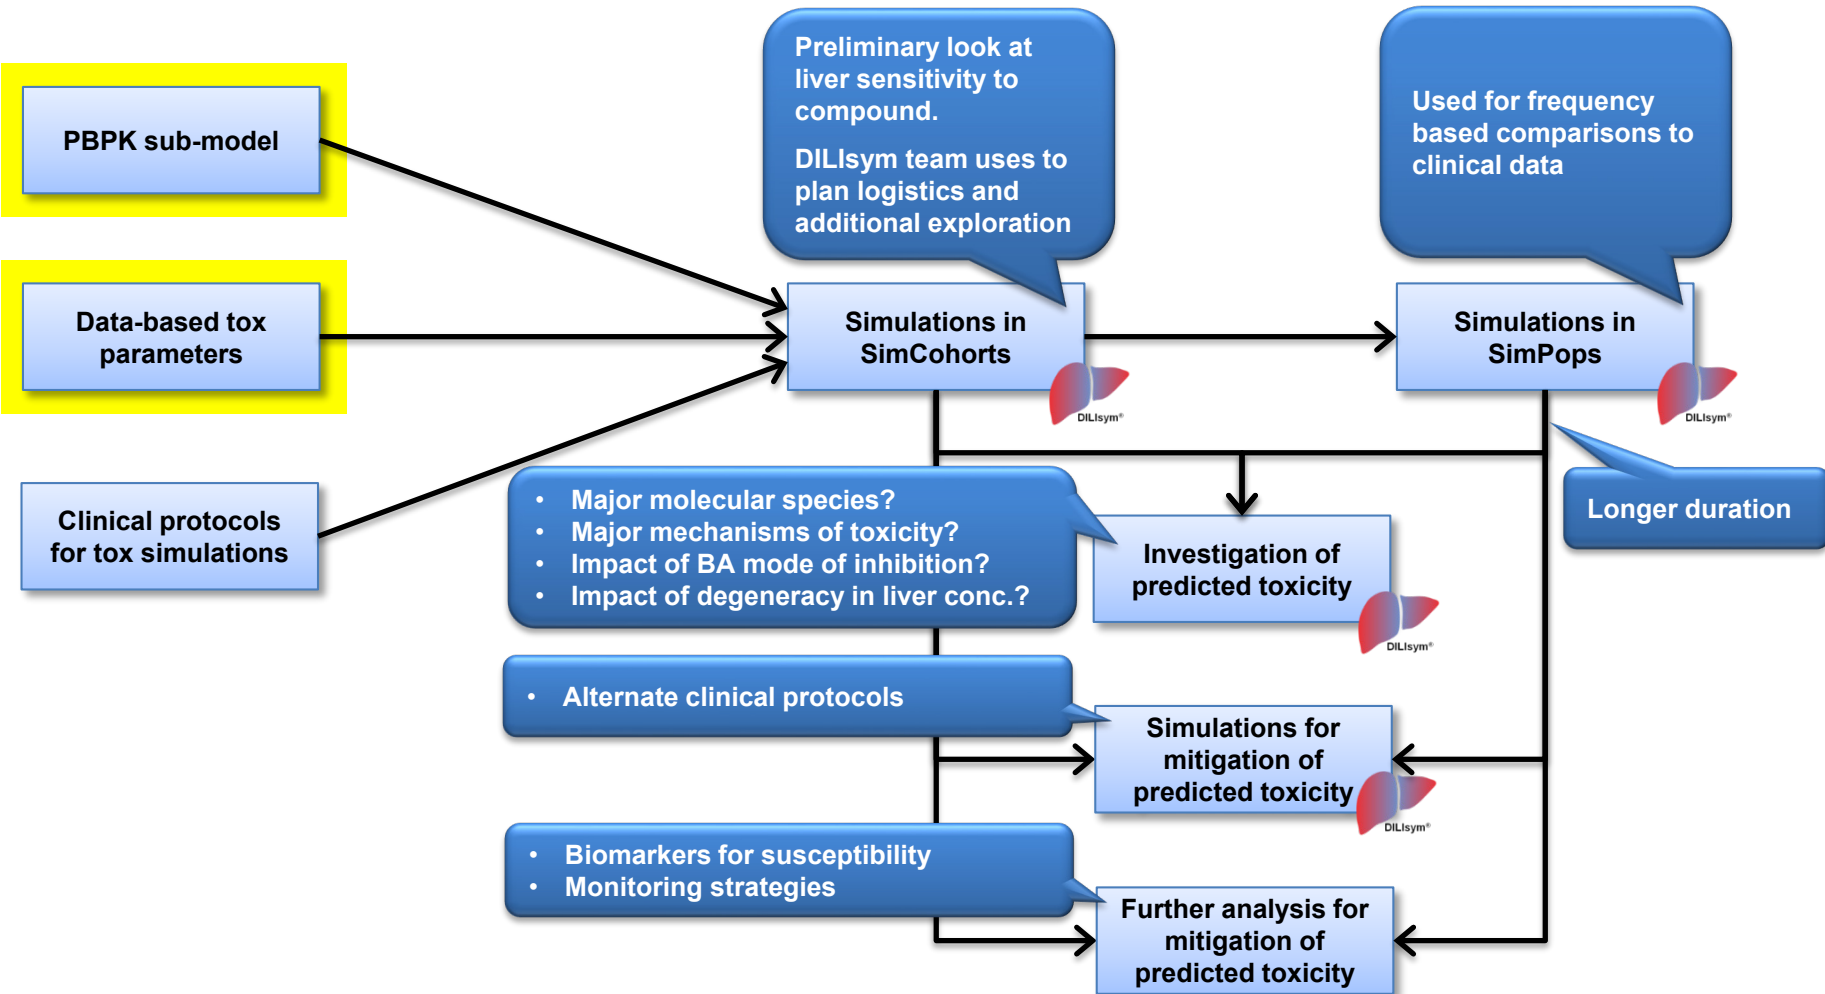 Preliminary look at
liver sensitivity to
compound.
DILIsym team uses to
plan logistics and
additional exploration
Used for frequency
based comparisons to
clinical data
PBPK sub-model
Data-based tox
parameters
Clinical protocols
for tox simulations
Simulations in
SimCohorts
DILIsym®
Simulations in
SimPops
DILIsym®
Longer duration
• Major molecular species?
• Major mechanisms of toxicity?
• Impact of BA mode of inhibition?
• Impact of degeneracy in liver conc.?
Investigation of
predicted toxicity
DILIsym®
• Alternate clinical protocols
Simulations for
mitigation of
predicted toxicity
DILIsym®
• Biomarkers for susceptibility
• Monitoring strategies
Further analysis for
mitigation of
predicted toxicity